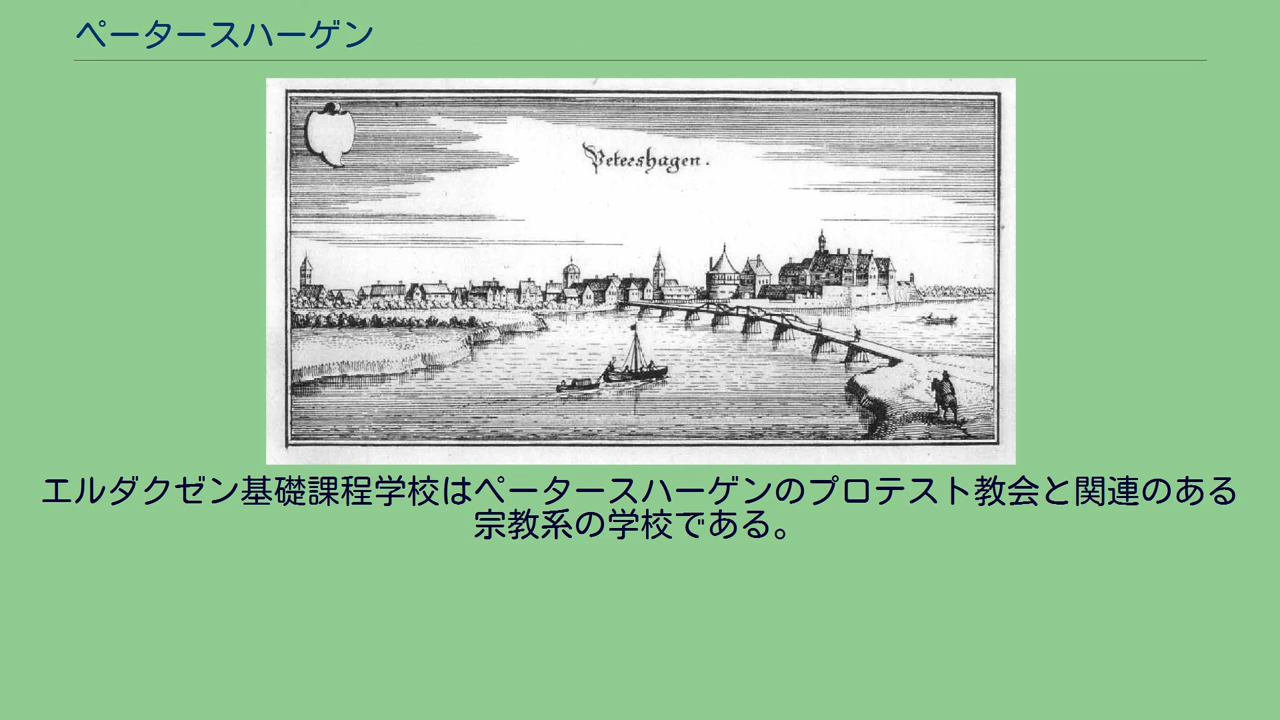 ペータースハーゲン
Petershagen.
エルダクゼン基礎課程学校はペータースハーゲンのプロテスト教会と関連のある
宗教系の学校である。